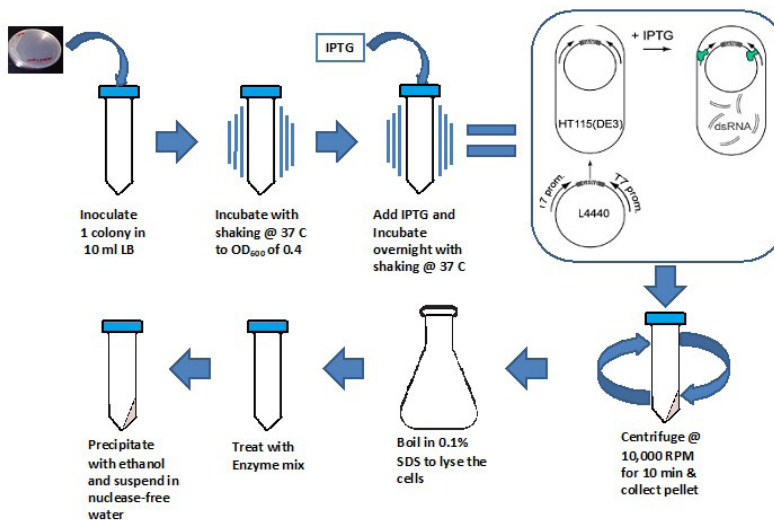 IPTG
+ IPTG
HT115(DE3)
dsRNA
T7 prom.
T7 prom.
L4440
Inoculate
1 colony in
10 ml LB
Incubate with
shaking @ 37 C
to OD₆₀₀ of 0.4
Add IPTG and
Incubate
overnight with
shaking @ 37 C
Precipitate
with ethanol
and suspend in
nuclease-free
water
Treat with
Enzyme mix
Boil in 0.1%
SDS to lyse the
cells
Centrifuge @
10,000 RPM
for 10 min &
collect pellet